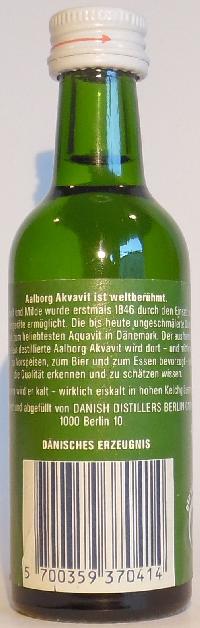 Aalborg Akvavit ist weltberühmt.
und Milde wurde erstmals 1846 durch den
ermöglicht. Die bis heute ungeschmälerte
zum beliebtesten Aquavit in Dänemark. Der aus
destillierte Aalborg Akvavit wird dort - und
Vorspeisen, zum Bier und zum Essen bevorzugt -
die Qualität erkennen und zu schätzen wissen.
wird er kalt - wirklich eiskalt in hohen
und abgefüllt von DANISH DISTILLERS BERLIN
1000 Berlin 10
DÄNISCHES ERZEUGNIS
5 700359 370414